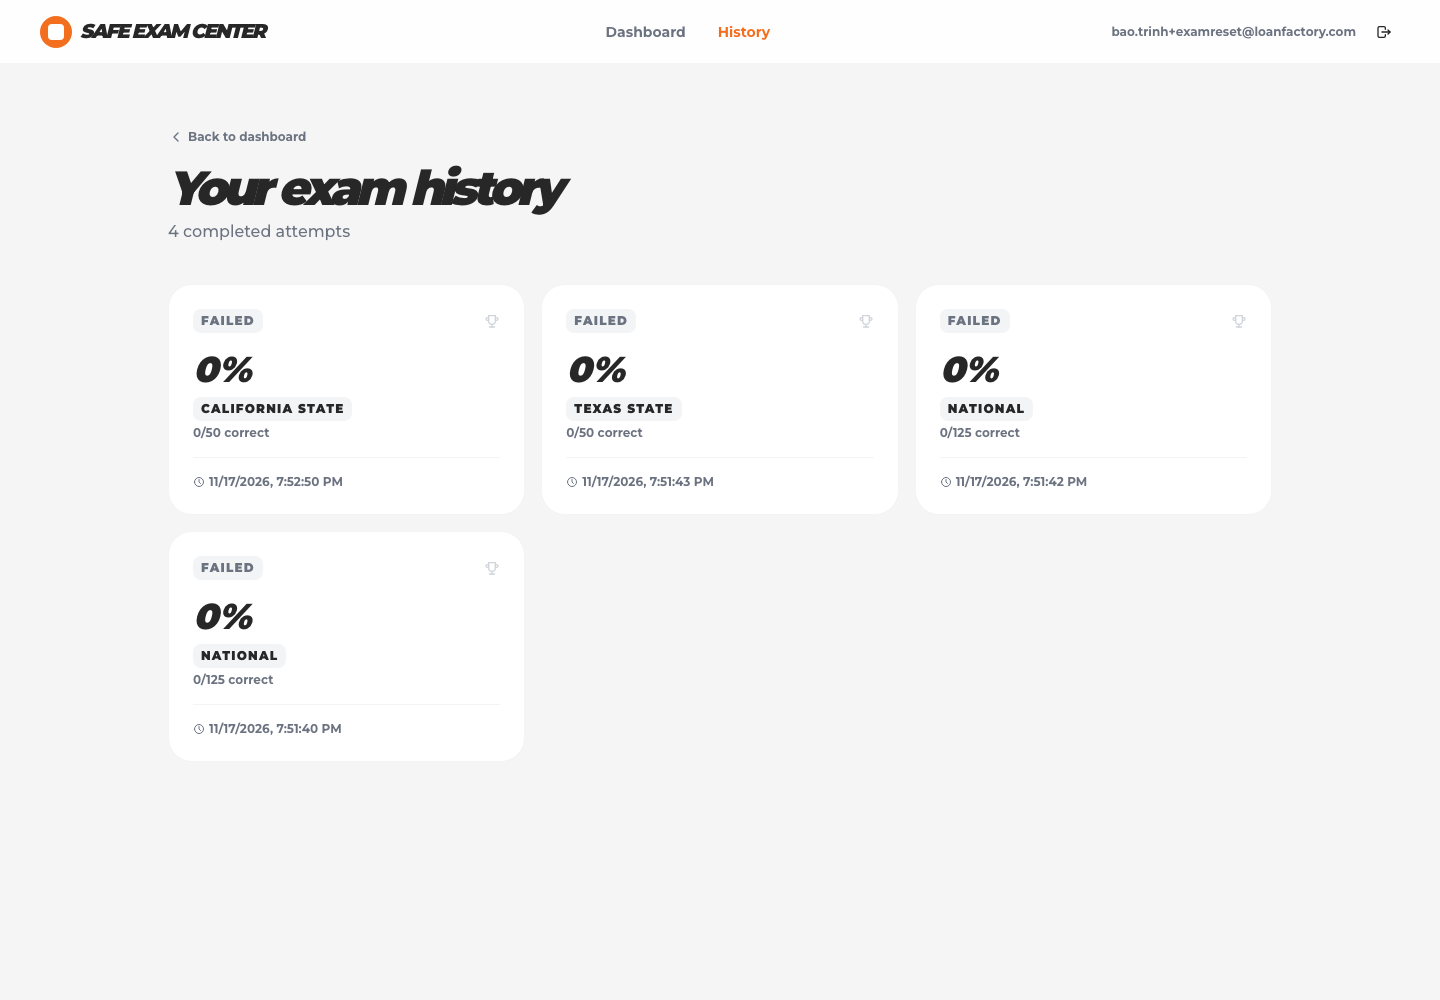 SAFE EXAM CENTER
Dashboard
History
bao.trinh+examreset@loanfactory.com
Back to dashboard
Your exam history
4 completed attempts
FAILED
0%
CALIFORNIA STATE
0/50 correct
11/17/2026, 7:52:50 PM
FAILED
0%
TEXAS STATE
0/50 correct
11/17/2026, 7:51:43 PM
FAILED
0%
NATIONAL
0/125 correct
11/17/2026, 7:51:42 PM
FAILED
0%
NATIONAL
0/125 correct
11/17/2026, 7:51:40 PM